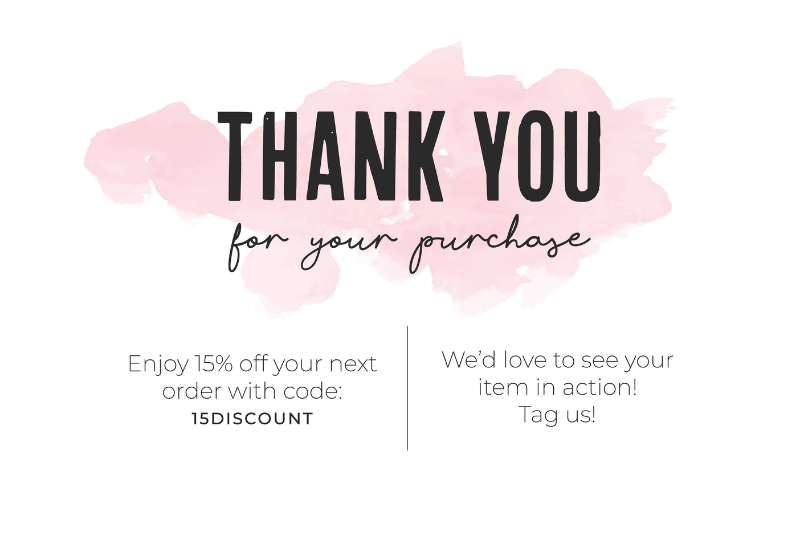 THANK YOU
for your purchase
Enjoy 15% off your next
order with code:
15DISCOUNT
We’d love to see your
item in action!
Tag us!